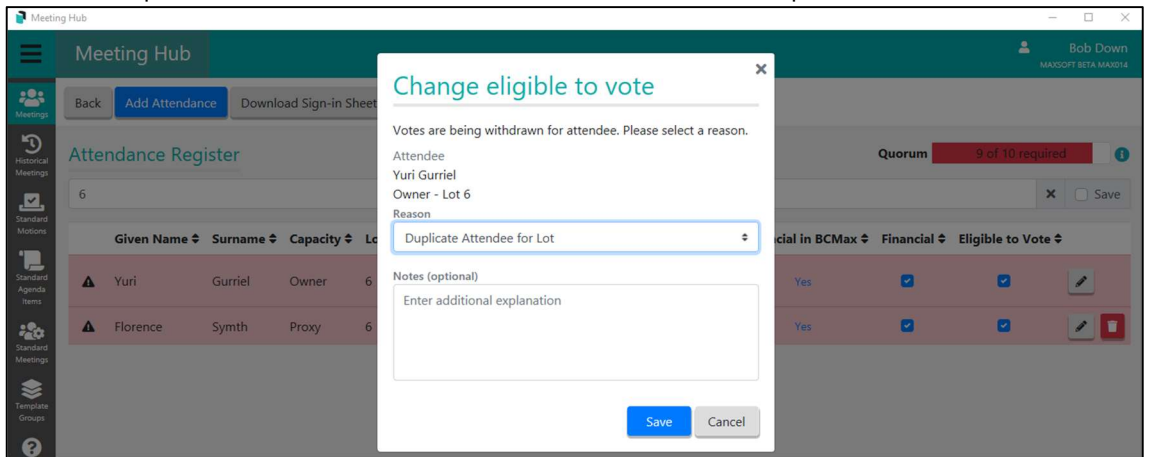 Meeting Hub
Meeting Hub
Bob Down
MAXSOFT BETA MAX014
Meetings
Historical
Meetings
Standard
Motions
Standard
Agenda
Items
Standard
Meetings
Template
Groups
Back Add Attendance Download Sign-in Sheet
Attendance Register
Quorum 9 of 10 required
6
Save
Given Name Surname Capacity Lo cial in BCMax Financial Eligible to Vote
Yuri Gurriel Owner 6 Yes
Florence Symth Proxy 6 Yes
Change eligible to vote
Votes are being withdrawn for attendee. Please select a reason.
Attendee
Yuri Gurriel
Owner - Lot 6
Reason
Duplicate Attendee for Lot
Notes (optional)
Enter additional explanation
Save Cancel